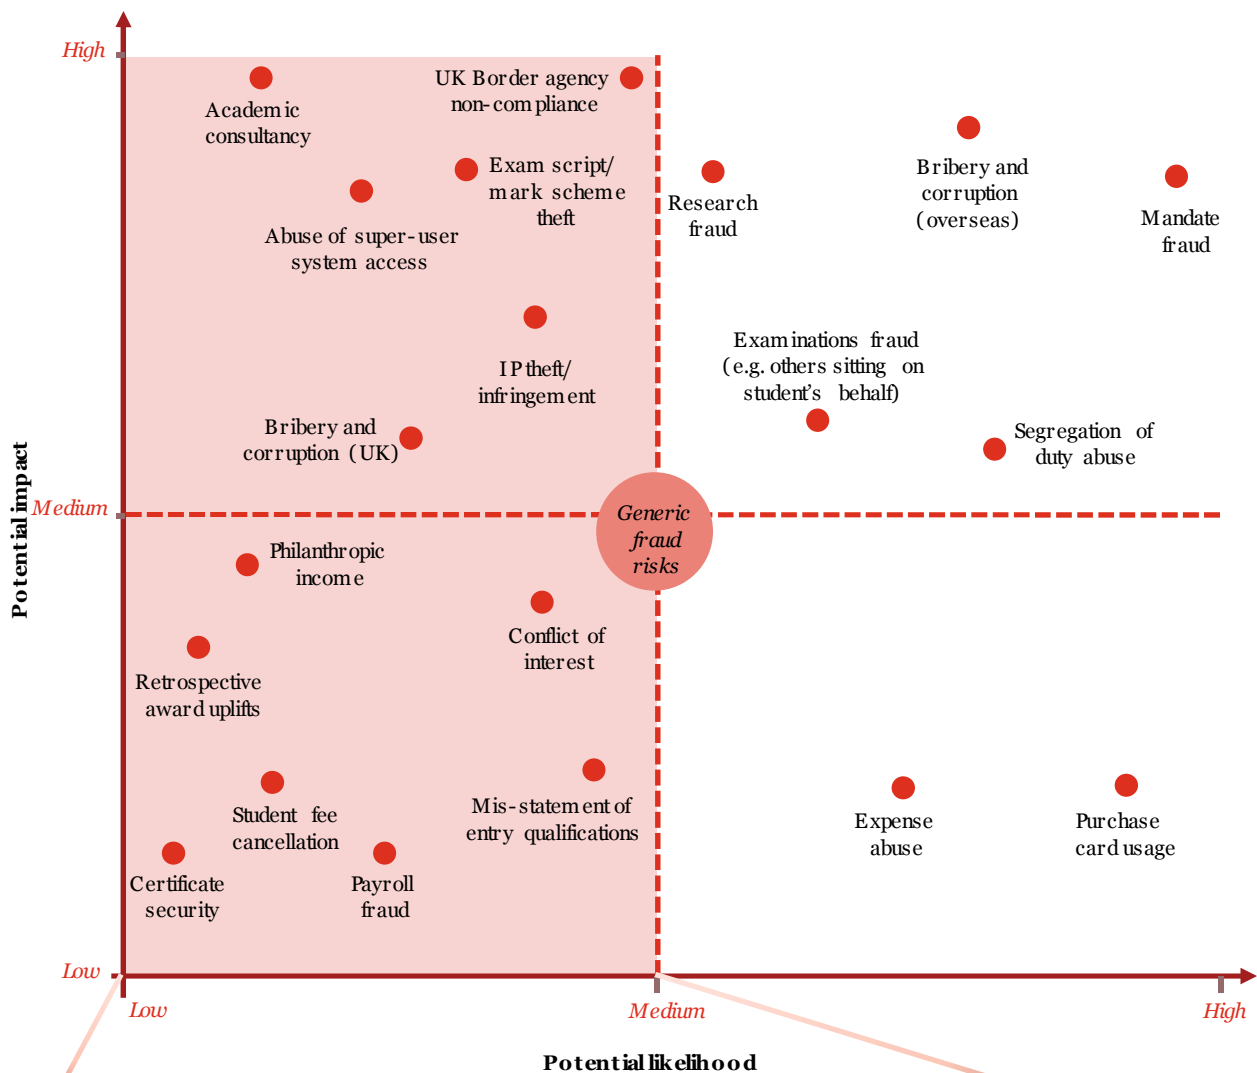 High
Academic
consultancy
UK Border agency
non-compliance
Exam script/
mark scheme
theft
Abuse of super-user
system access
Research
fraud
Bribery and
corruption
(overseas)
Mandate
fraud
IP theft/
infringement
Examinations fraud
(e.g. others sitting on
student’s behalf)
Bribery and
corruption (UK)
Segregation of
duty abuse
Potential impact
Medium
Generic
fraud
risks
Philanthropic
income
Conflict of
interest
Retrospective
award uplifts
Student fee
cancellation
Mis-statement of
entry qualifications
Expense
abuse
Purchase
card usage
Certificate
security
Payroll
fraud
Low
Low
Medium
High
Potential likelihood